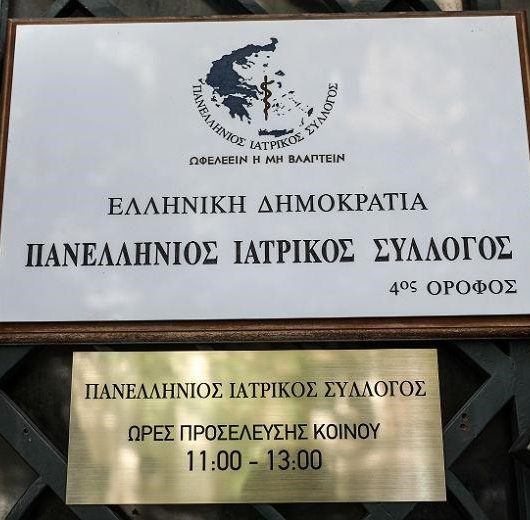 ΠΑΝΕΛΛΗΝΙΟΣ ΙΑΤΡΙΚΟΣ ΣΥΛΛΟΓΟΣ
ΩΦΕΛΕΕΙΝ Η ΜΗ ΒΛΑΠΤΕΙΝ
ΕΛΛΗΝΙΚΗ ΔΗΜΟΚΡΑΤΙΑ
ΠΑΝΕΛΛΗΝΙΟΣ ΙΑΤΡΙΚΟΣ ΣΥΛΛΟΓΟΣ
4ος ΟΡΟΦΟΣ
ΠΑΝΕΛΛΗΝΙΟΣ ΙΑΤΡΙΚΟΣ ΣΥΛΛΟΓΟΣ
ΩΡΕΣ ΠΡΟΣΕΛΕΥΣΗΣ ΚΟΙΝΟΥ
11:00 - 13:00